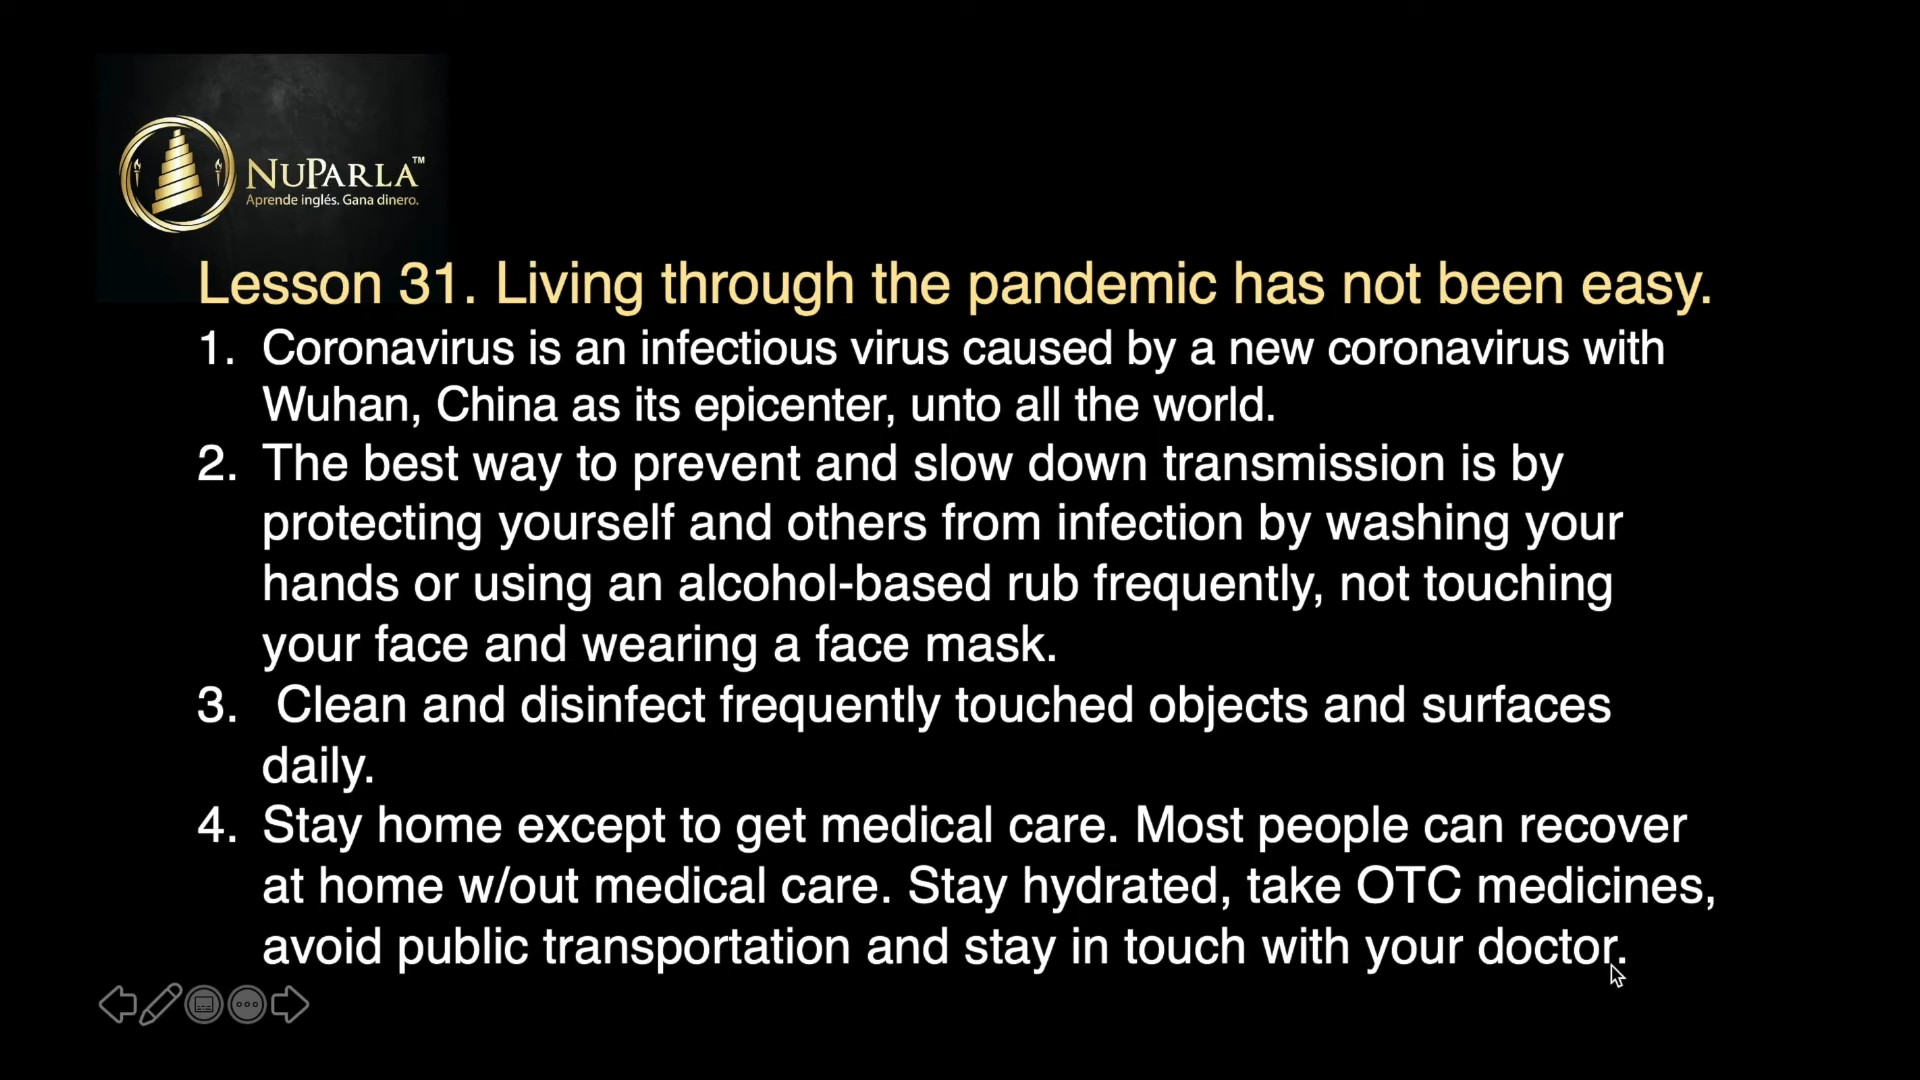 NUPARLA™
Aprende inglés. Gana dinero.
Lesson 31. Living through the pandemic has not been easy.
1. Coronavirus is an infectious virus caused by a new coronavirus with
Wuhan, China as its epicenter, unto all the world.
2. The best way to prevent and slow down transmission is by
protecting yourself and others from infection by washing your
hands or using an alcohol-based rub frequently, not touching
your face and wearing a face mask.
3. Clean and disinfect frequently touched objects and surfaces
daily.
4. Stay home except to get medical care. Most people can recover
at home w/out medical care. Stay hydrated, take OTC medicines,
avoid public transportation and stay in touch with your doctor.